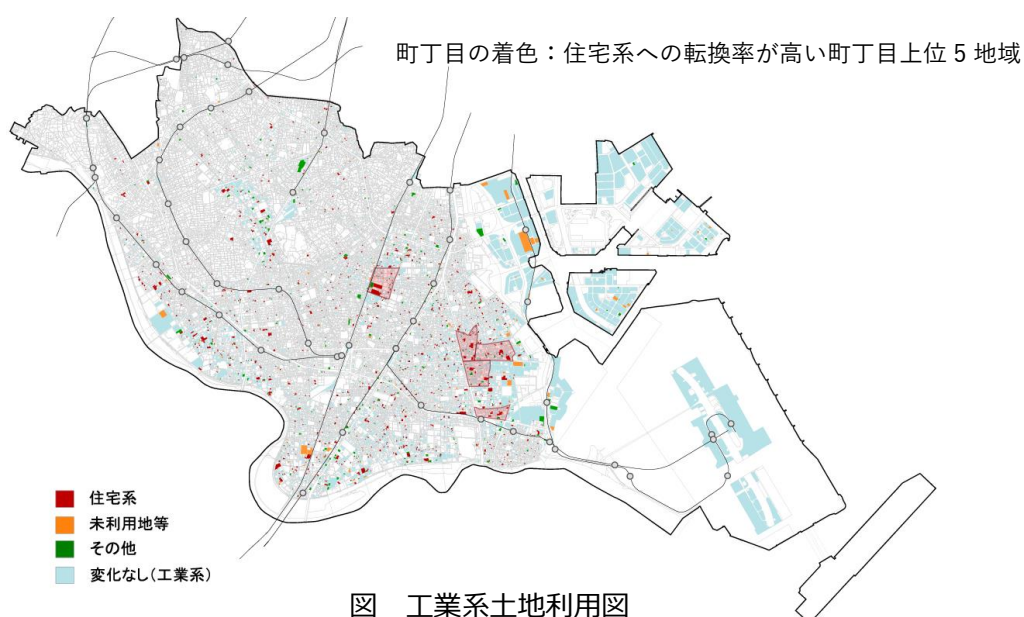 町丁目の着色：住宅系への転換率が高い町丁目上位 5 地域
住宅系
未利用地等
その他
変化なし(工業系)
図　工業系土地利用図